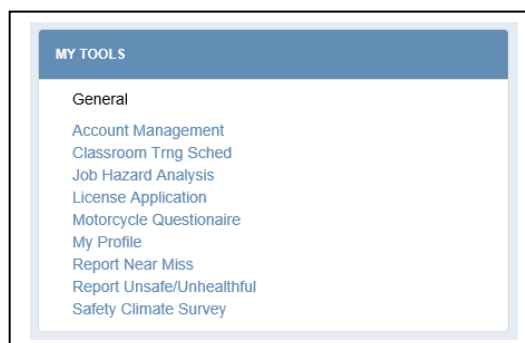 MY TOOLS
General
Account Management
Classroom Trng Sched
Job Hazard Analysis
License Application
Motorcycle Questionaire
My Profile
Report Near Miss
Report Unsafe/Unhealthful
Safety Climate Survey